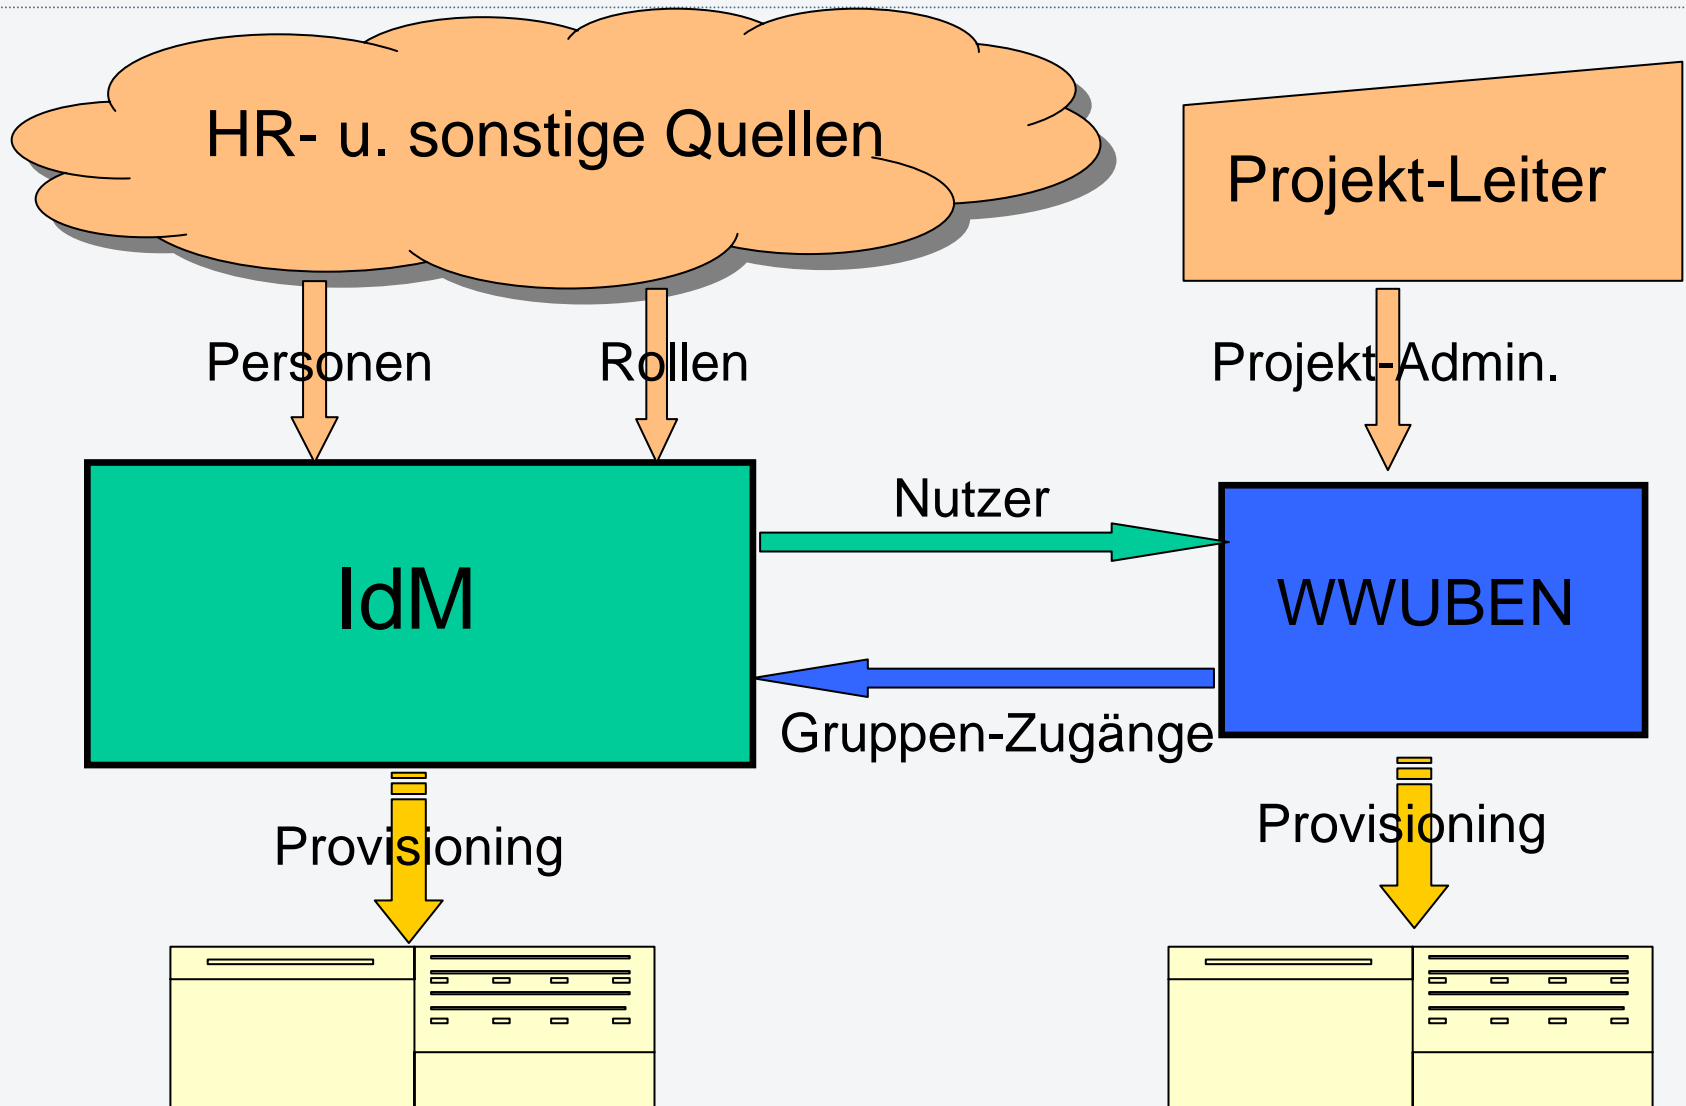 HR- u. sonstige Quellen
Projekt-Leiter
Personen
Rollen
Projekt-Admin.
Nutzer
IdM
WWUBEN
Gruppen-Zugänge
Provisioning
Provisioning